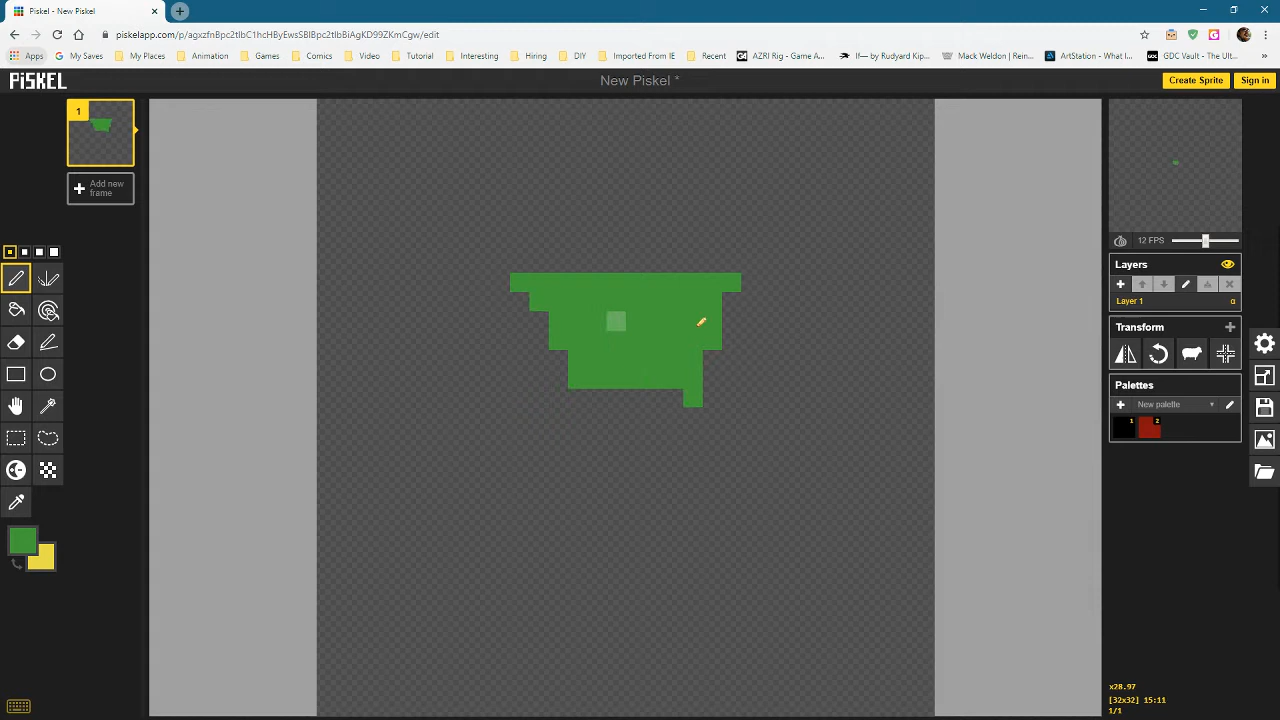 Piskel - New Piskel
piskelapp.com/p/agxzfnBpc2tlbC1hcHByEwsSBlBpc2tlbBiAgKD99ZKmCgw/edit
Apps
My Saves
My Places
Animation
Games
Comics
Video
Tutorial
Interesting
Hiring
DIY
Imported From IE
Recent
AZRI Rig - Game A...
If— by Rudyard Kip...
Mack Weldon | Rein...
ArtStation - What I...
GDC Vault - The Ult...
PiSKEL
New Piskel *
Create Sprite
Sign in
1
Add new
frame
12 FPS
Layers
Layer 1
α
Transform
Palettes
New palette
1
2
x28.97
[32x32] 15:11
1/1